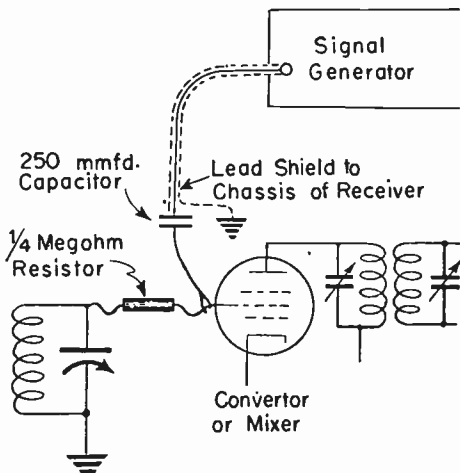 Signal
Generator
250 mmfd.
Capacitor
Lead Shield to
Chassis of Receiver
1/4 Megohm
Resistor
Convertor
or Mixer